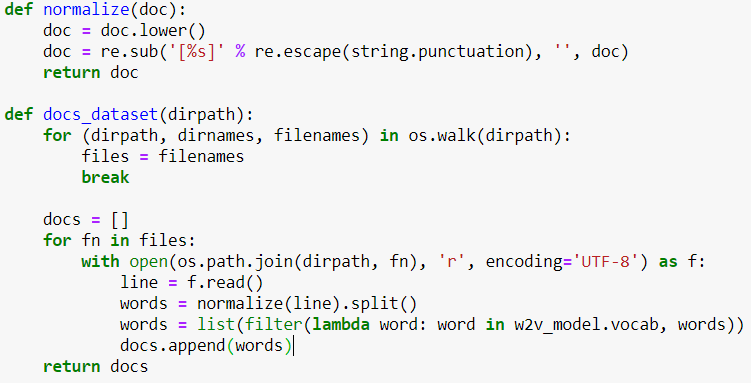 def normalize(doc):
    doc = doc.lower()
    doc = re.sub('[%s]' % re.escape(string.punctuation), '', doc)
    return doc

def docs_dataset(dirpath):
    for (dirpath, dirnames, filenames) in os.walk(dirpath):
        files = filenames
        break

    docs = []
    for fn in files:
        with open(os.path.join(dirpath, fn), 'r', encoding='UTF-8') as f:
            line = f.read()
            words = normalize(line).split()
            words = list(filter(lambda word: word in w2v_model.vocab, words))
            docs.append(words)
    return docs